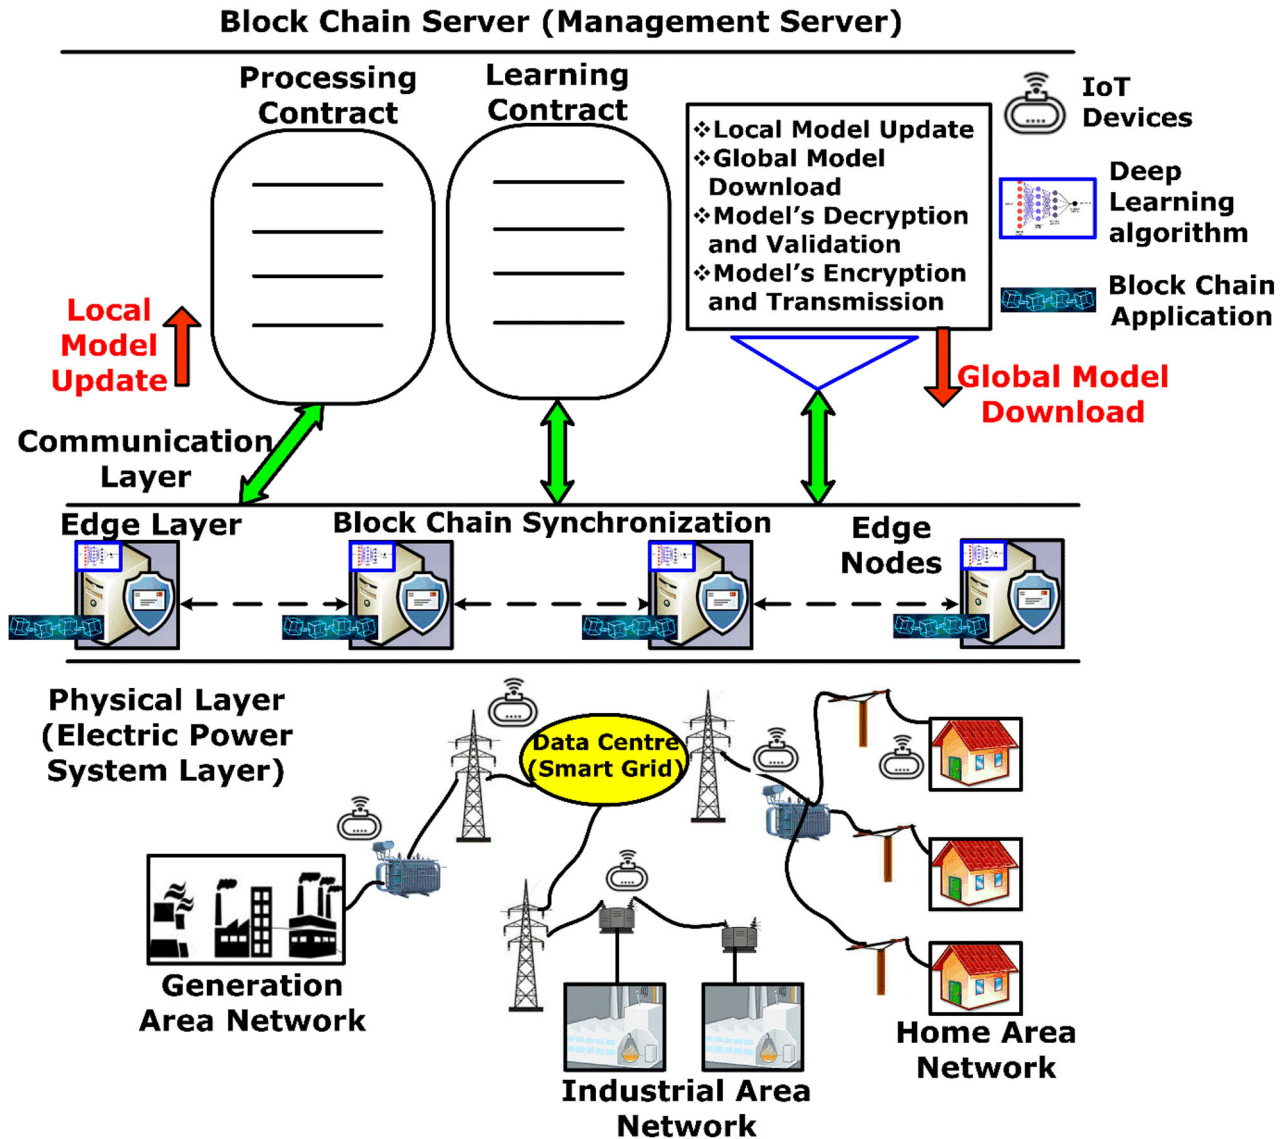 Block Chain Server (Management Server)
Processing
Contract
Learning
Contract
❖Local Model Update
❖Global Model
Download
❖Model's Decryption
and Validation
❖Model's Encryption
and Transmission
IoT
Devices
Deep
Learning
algorithm
Block Chain
Application
Local
Model
Update
Global Model
Download
Communication
Layer
Edge Layer
Block Chain Synchronization
Edge
Nodes
Physical Layer
(Electric Power
System Layer)
Data Centre
(Smart Grid)
Generation
Area Network
Industrial Area
Network
Home Area
Network